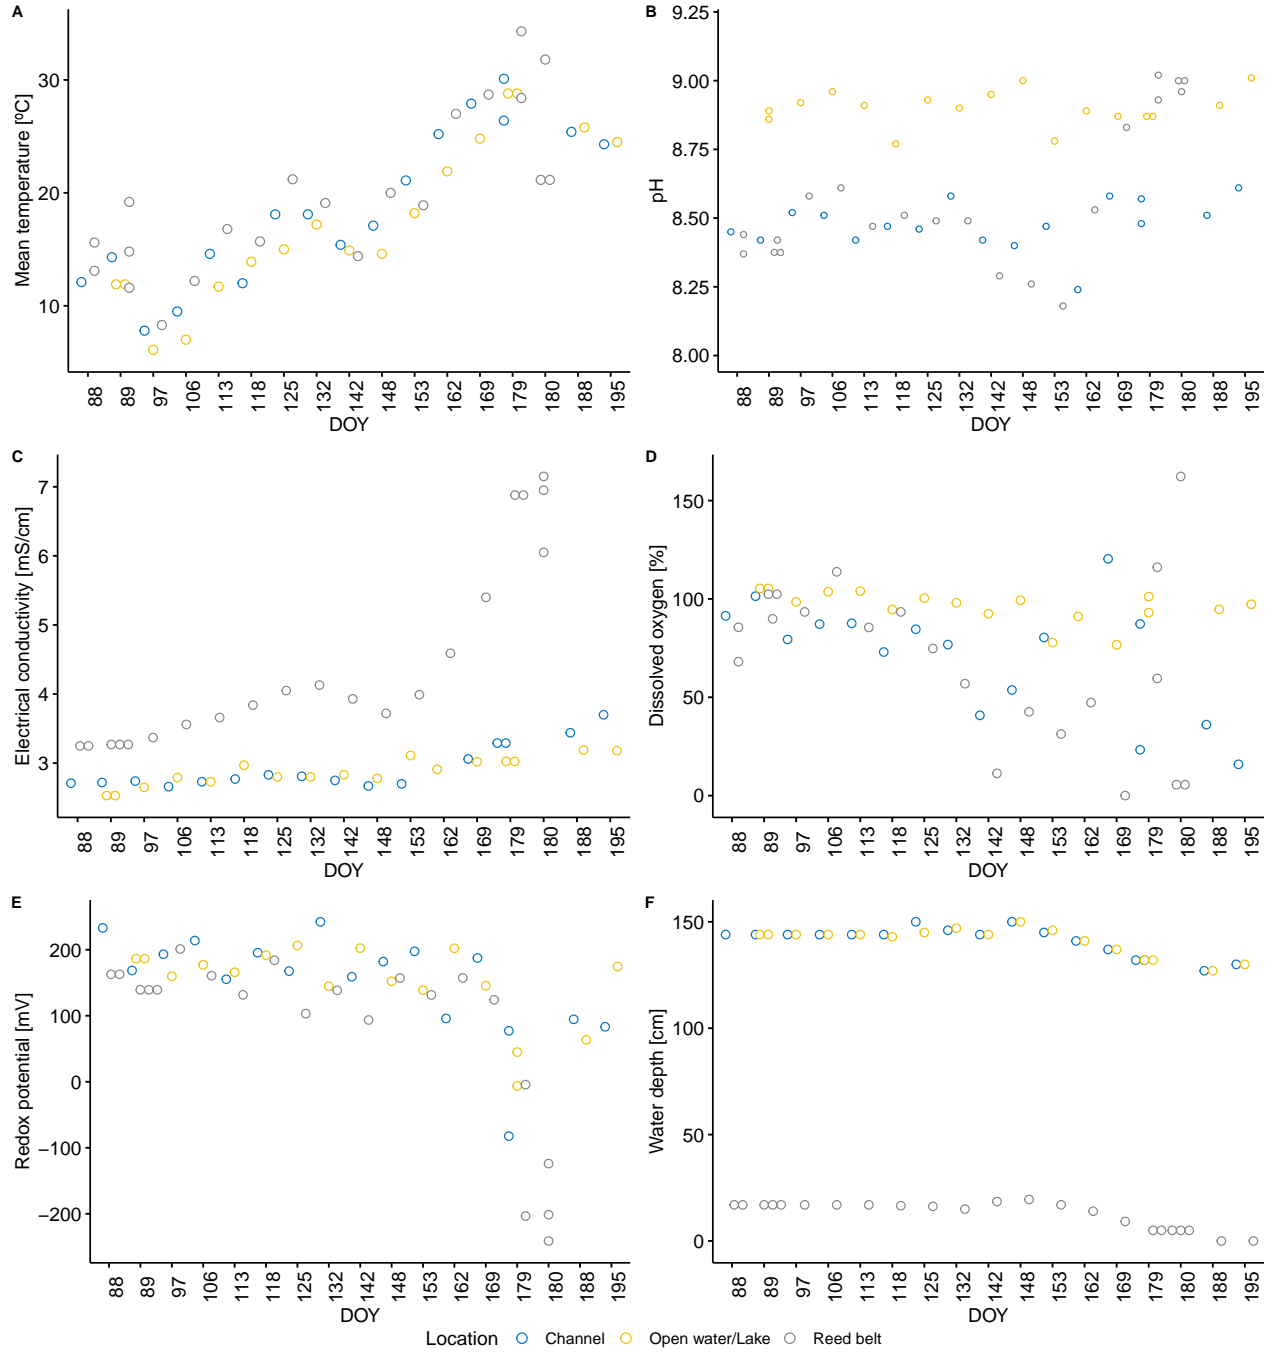 A
Mean temperature [ºC]
30
20
10
88 89 97 106 113 118 125 132 142 148 153 162 169 179 180 188 195
DOY
B
pH
9.25
9.00
8.75
8.50
8.25
8.00
88 89 97 106 113 118 125 132 142 148 153 162 169 179 180 188 195
DOY
C
Electrical conductivity [mS/cm]
7
6
5
4
3
88 89 97 106 113 118 125 132 142 148 153 162 169 179 180 188 195
DOY
D
Dissolved oxygen [%]
150
100
50
0
88 89 97 106 113 118 125 132 142 148 153 162 169 179 180 188 195
DOY
E
Redox potential [mV]
200
100
0
−100
−200
88 89 97 106 113 118 125 132 142 148 153 162 169 179 180 188 195
DOY
F
Water depth [cm]
150
100
50
0
88 89 97 106 113 118 125 132 142 148 153 162 169 179 180 188 195
DOY
Location Channel Open water/Lake Reed belt